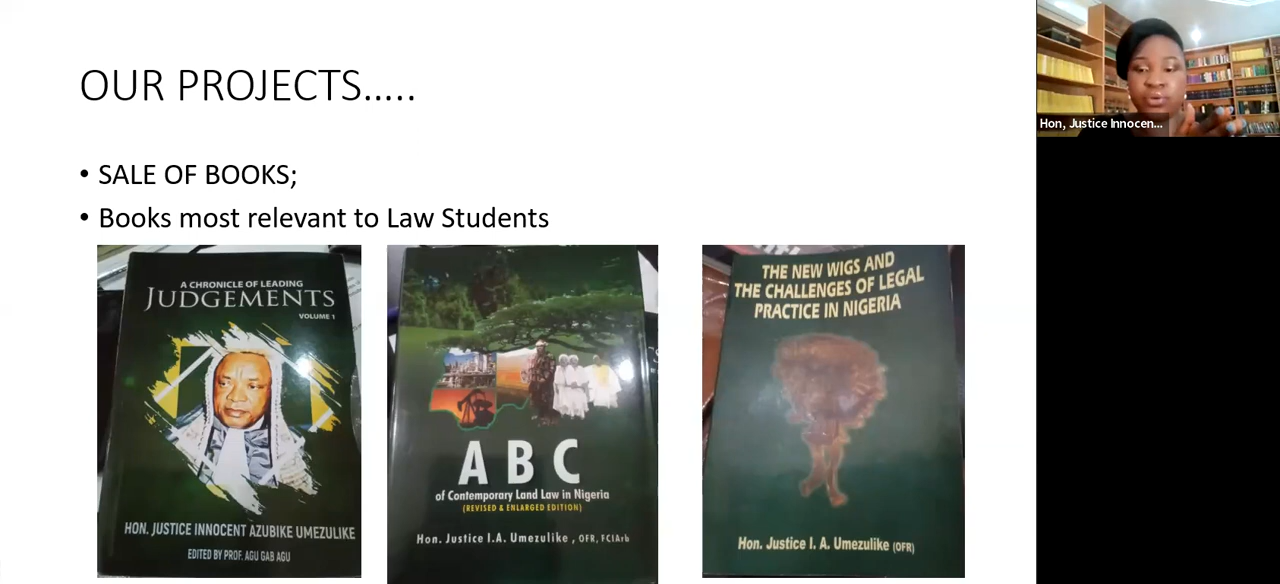 OUR PROJECTS.....
• SALE OF BOOKS;
• Books most relevant to Law Students
A CHRONICLE OF LEADING
JUDGEMENTS
VOLUME 1
HON. JUSTICE INNOCENT AZUBIKE UMEZULIKE
EDITED BY PROF. AGU GAB AGU
A B C
of Contemporary Land Law in Nigeria
(REVISED & ENLARGED EDITION)
Hon. Justice I.A. Umezulike , OFR, FCIArb
THE NEW WIGS AND
THE CHALLENGES OF LEGAL
PRACTICE IN NIGERIA
Hon. Justice I. A. Umezulike (OFR)
Hon, Justice Innocen...